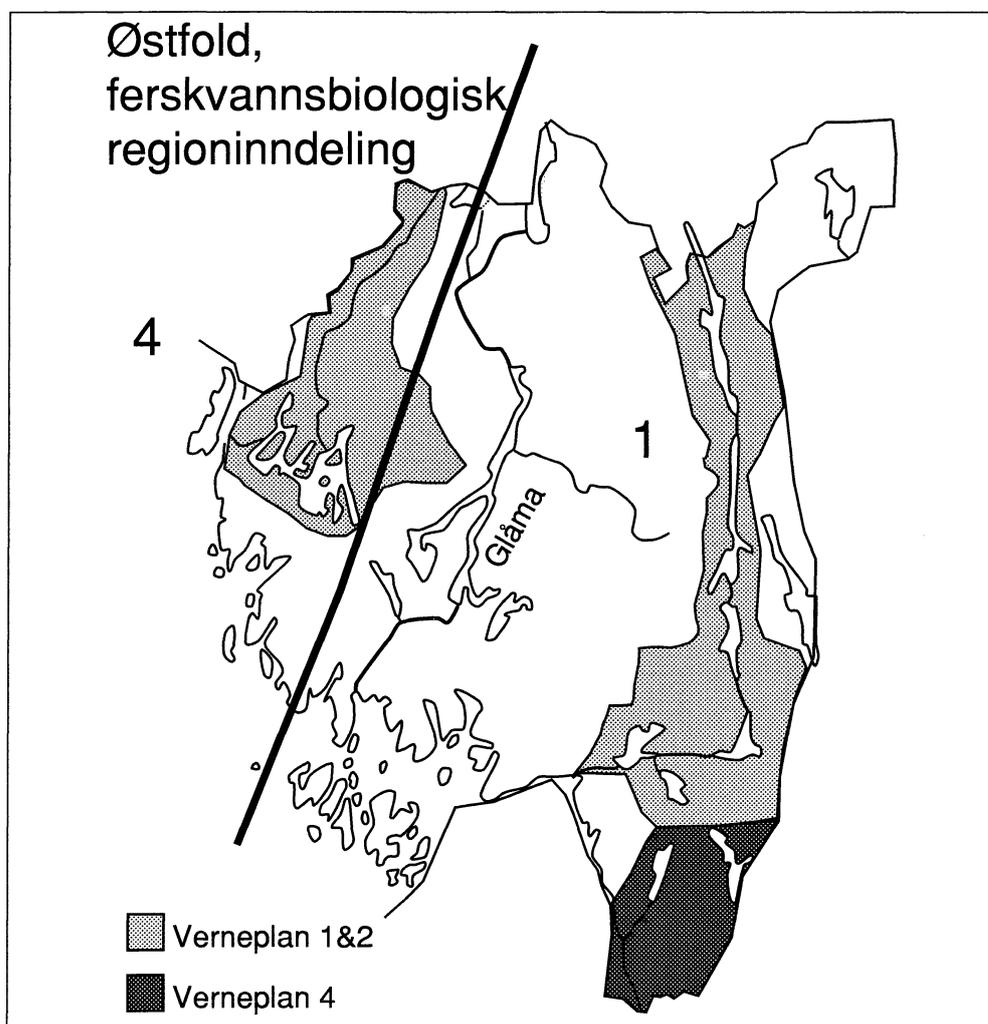 Østfold,
ferskvannsbiologisk
regioninndeling
4
1
Glåma
Verneplan 1&2
Verneplan 4